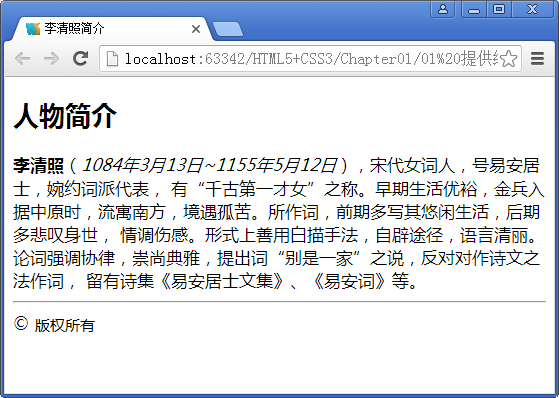 李清照简介
localhost:63342/HTML5+CSS3/Chapter01/01%20提供
人物简介
李清照（1084年3月13日~1155年5月12日），宋代女词人，号易安居
士，婉约词派代表， 有“千古第一才女”之称。早期生活优裕，金兵入
据中原时，流寓南方，境遇孤苦。所作词，前期多写其悠闲生活，后期
多悲叹身世， 情调伤感。形式上善用白描手法，自辟途径，语言清丽。
论词强调协律，崇尚典雅，提出词“别是一家”之说，反对对作诗文之
法作词， 留有诗集《易安居士文集》、《易安词》等。
© 版权所有